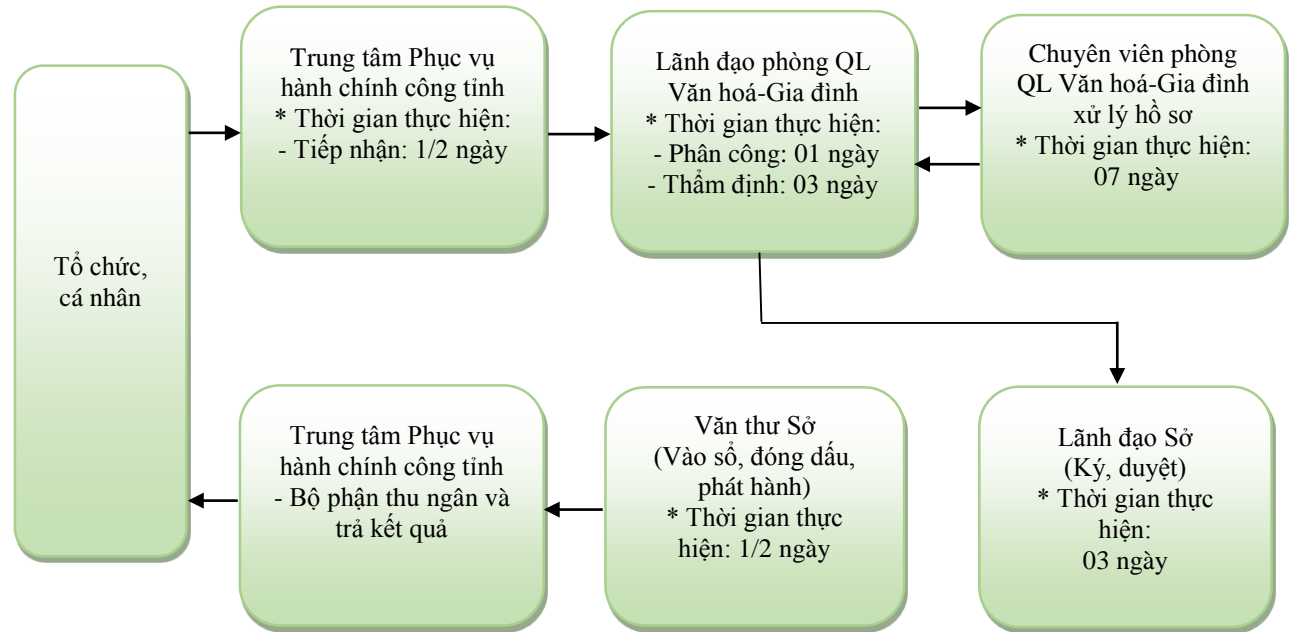 Tổ chức,
cá nhân
Trung tâm Phục vụ
hành chính công tỉnh
* Thời gian thực hiện:
- Tiếp nhận: 1/2 ngày
Lãnh đạo phòng QL
Văn hoá-Gia đình
* Thời gian thực hiện:
- Phân công: 01 ngày
- Thẩm định: 03 ngày
Chuyên viên phòng
QL Văn hoá-Gia đình
xử lý hồ sơ
* Thời gian thực hiện:
07 ngày
Lãnh đạo Sở
(Ký, duyệt)
* Thời gian thực
hiện:
03 ngày
Văn thư Sở
(Vào sổ, đóng dấu,
phát hành)
* Thời gian thực
hiện: 1/2 ngày
Trung tâm Phục vụ
hành chính công tỉnh
- Bộ phận thu ngân và
trả kết quả